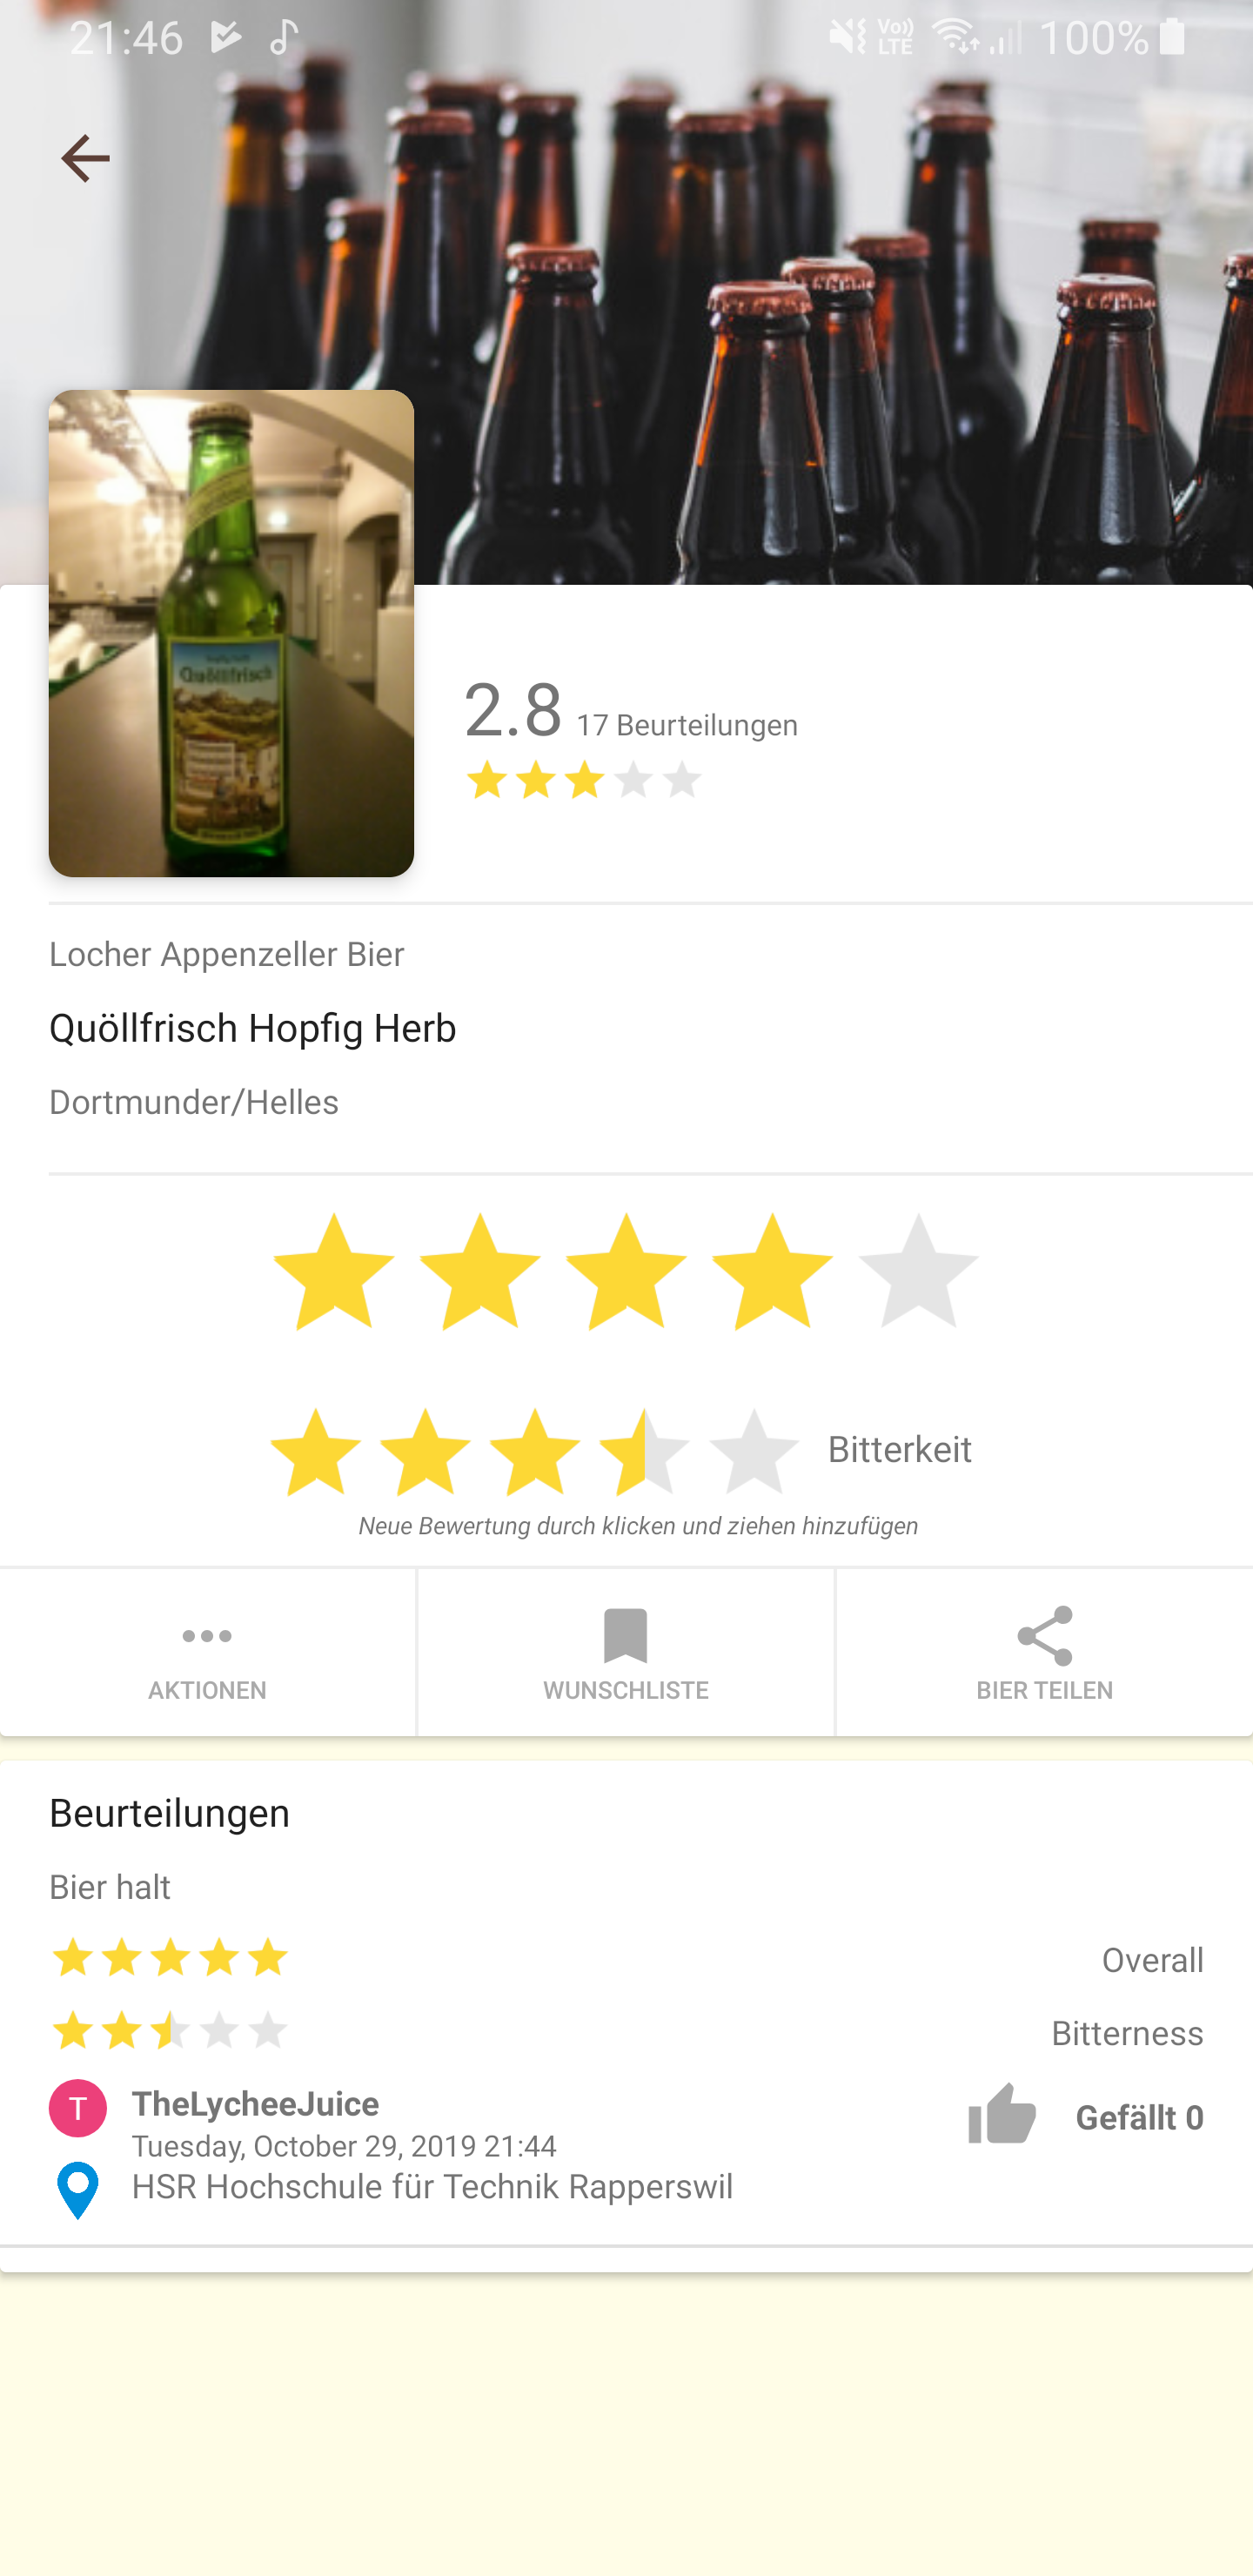 21:46
Vo))
LTE
100%
Quöllfrisch
2.8 17 Beurteilungen
Locher Appenzeller Bier
Quöllfrisch Hopfig Herb
Dortmunder/Helles
Bitterkeit
Neue Bewertung durch klicken und ziehen hinzufügen
AKTIONEN
WUNSCHLISTE
BIER TEILEN
Beurteilungen
Bier halt
Overall
Bitterness
T
TheLycheeJuice
Gefällt 0
Tuesday, October 29, 2019 21:44
HSR Hochschule für Technik Rapperswil